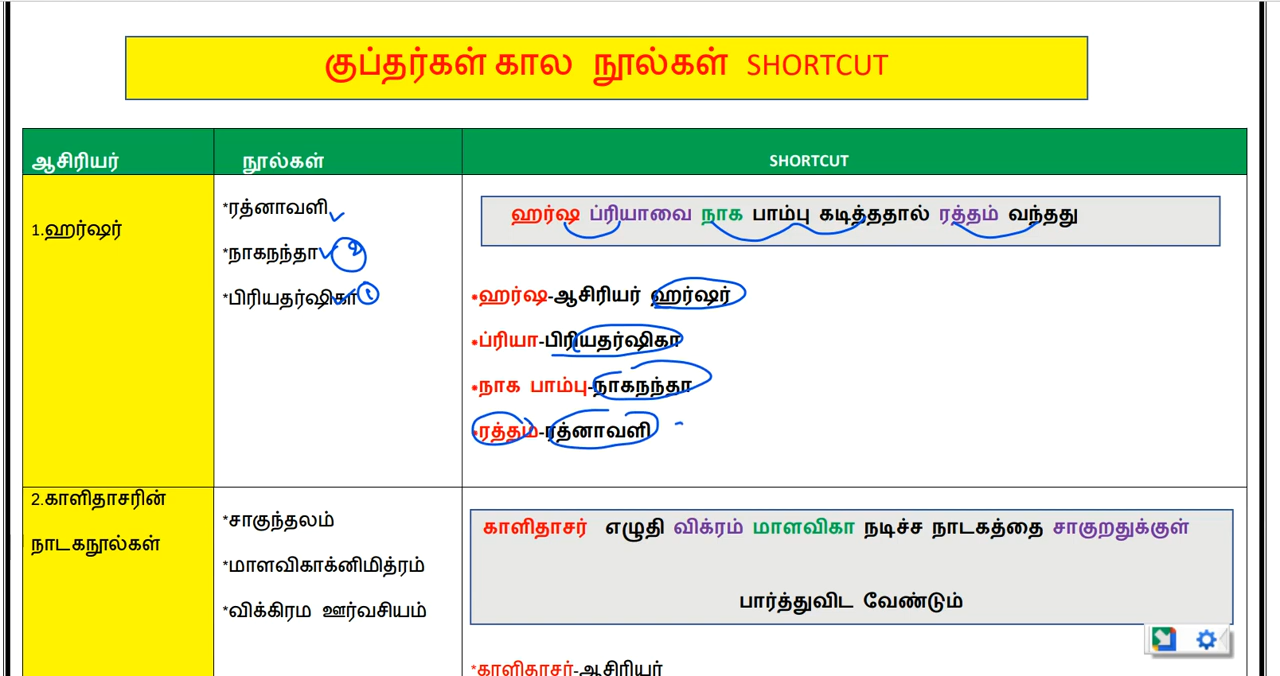 குப்தர்கள் கால நூல்கள் SHORTCUT
ஆசிரியர் நூல்கள் SHORTCUT
1.ஹர்ஷர்
*ரத்னாவளி
*நாகநந்தா 2
*பிரியதர்ஷிகா 1
ஹர்ஷ ப்ரியாவை நாக பாம்பு கடித்ததால் ரத்தம் வந்தது
•ஹர்ஷ-ஆசிரியர் ஹர்ஷர்
•ப்ரியா-பிரியதர்ஷிகா
•நாக பாம்பு-நாகநந்தா
•ரத்தம்-ரத்னாவளி
2.காளிதாசரின்
நாடகநூல்கள்
*சாகுந்தலம்
*மாளவிகாக்னிமித்ரம்
*விக்கிரம ஊர்வசியம்
காளிதாசர் எழுதி விக்ரம் மாளவிகா நடிச்ச நாடகத்தை சாகுறதுக்குள்
பார்த்துவிட வேண்டும்
*காளிதாசர்-ஆசிரியர்